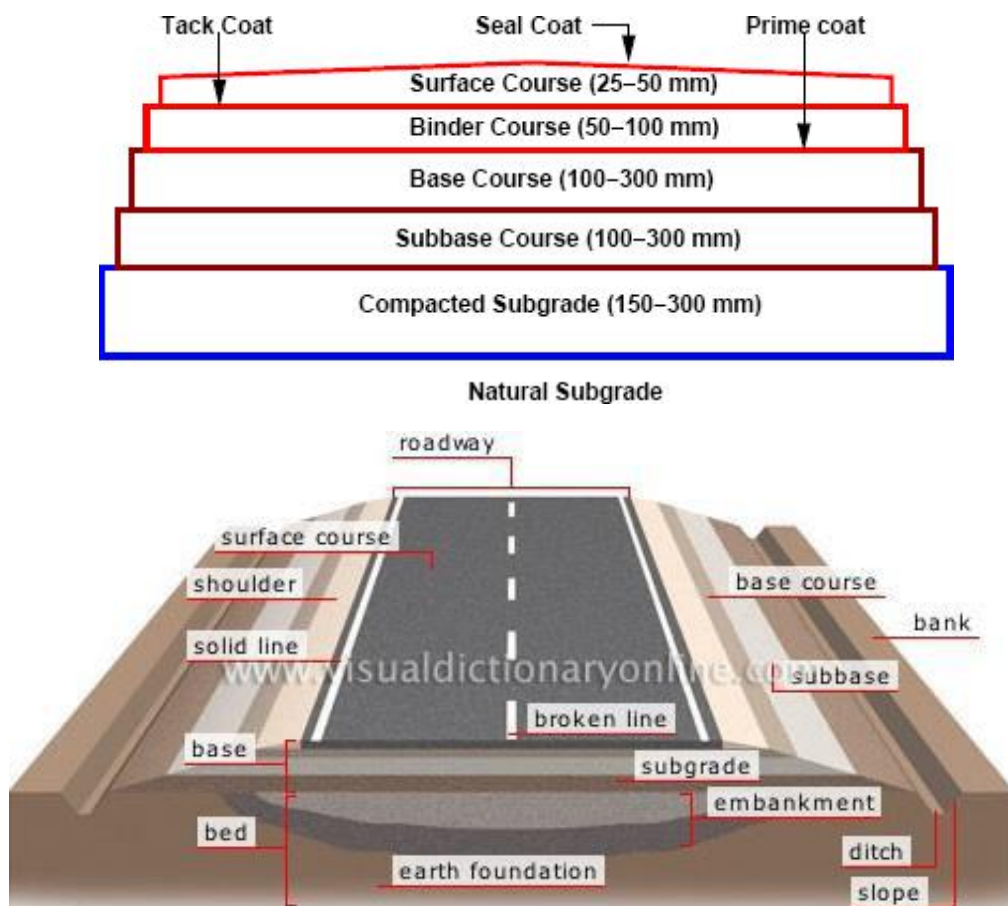 Tack Coat Seal Coat Prime coat
Surface Course (25–50 mm)
Binder Course (50–100 mm)
Base Course (100–300 mm)
Subbase Course (100–300 mm)
Compacted Subgrade (150–300 mm)
Natural Subgrade
roadway
surface course
shoulder
base course
bank
solid line
www.visualdictionaryonline.com
subbase
broken line
base
subgrade
embankment
bed
ditch
earth foundation
slope